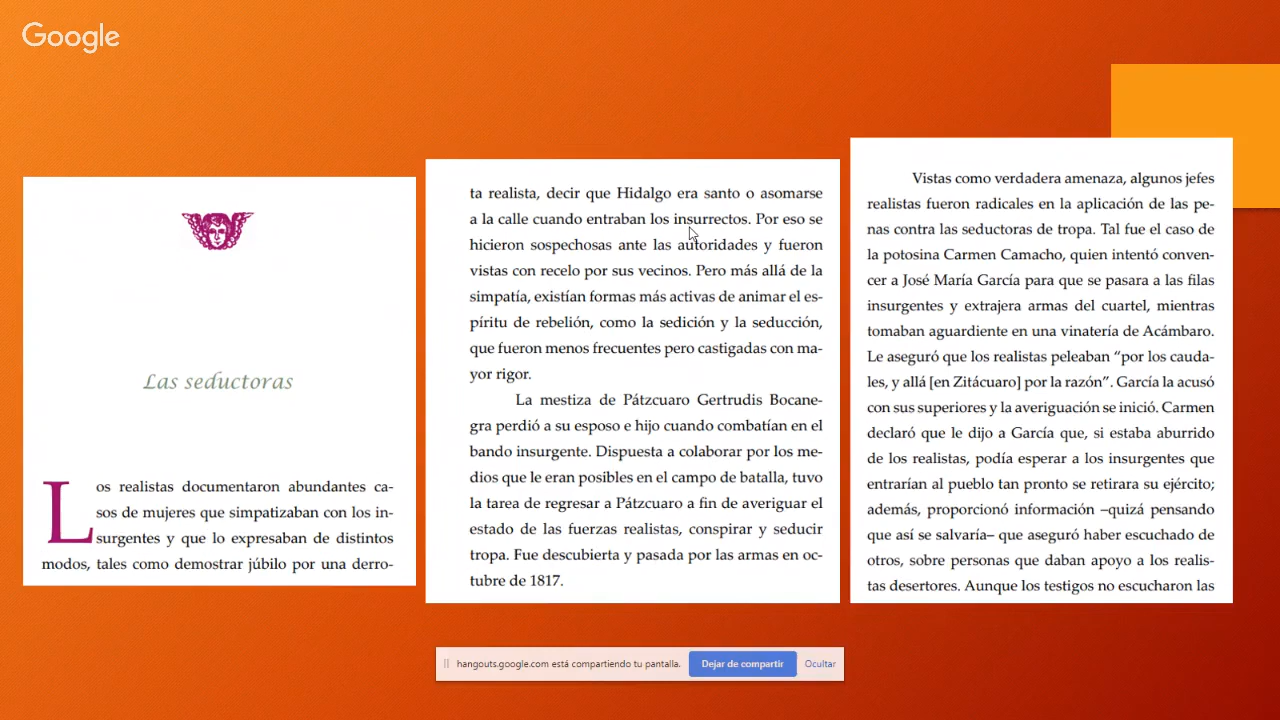 Google
Las seductoras
Los realistas documentaron abundantes ca-
sos de mujeres que simpatizaban con los in-
surgentes y que lo expresaban de distintos
modos, tales como demostrar júbilo por una derro-
ta realista, decir que Hidalgo era santo o asomarse
a la calle cuando entraban los insurrectos. Por eso se
hicieron sospechosas ante las autoridades y fueron
vistas con recelo por sus vecinos. Pero más allá de la
simpatía, existían formas más activas de animar el es-
píritu de rebelión, como la sedición y la seducción,
que fueron menos frecuentes pero castigadas con ma-
yor rigor.
La mestiza de Pátzcuaro Gertrudis Bocane-
gra perdió a su esposo e hijo cuando combatían en el
bando insurgente. Dispuesta a colaborar por los me-
dios que le eran posibles en el campo de batalla, tuvo
la tarea de regresar a Pátzcuaro a fin de averiguar el
estado de las fuerzas realistas, conspirar y seducir
tropa. Fue descubierta y pasada por las armas en oc-
tubre de 1817.
Vistas como verdadera amenaza, algunos jefes
realistas fueron radicales en la aplicación de las pe-
nas contra las seductoras de tropa. Tal fue el caso de
la potosina Carmen Camacho, quien intentó conven-
cer a José María García para que se pasara a las filas
insurgentes y extrajera armas del cuartel, mientras
tomaban aguardiente en una vinatería de Acámbaro.
Le aseguró que los realistas peleaban “por los cauda-
les, y allá [en Zitácuaro] por la razón”. García la acusó
con sus superiores y la averiguación se inició. Carmen
declaró que le dijo a García que, si estaba aburrido
de los realistas, podía esperar a los insurgentes que
entrarían al pueblo tan pronto se retirara su ejército;
además, proporcionó información –quizá pensando
que así se salvaría– que aseguró haber escuchado de
otros, sobre personas que daban apoyo a los realis-
tas desertores. Aunque los testigos no escucharon las
hangouts.google.com está compartiendo tu pantalla.
Dejar de compartir
Ocultar